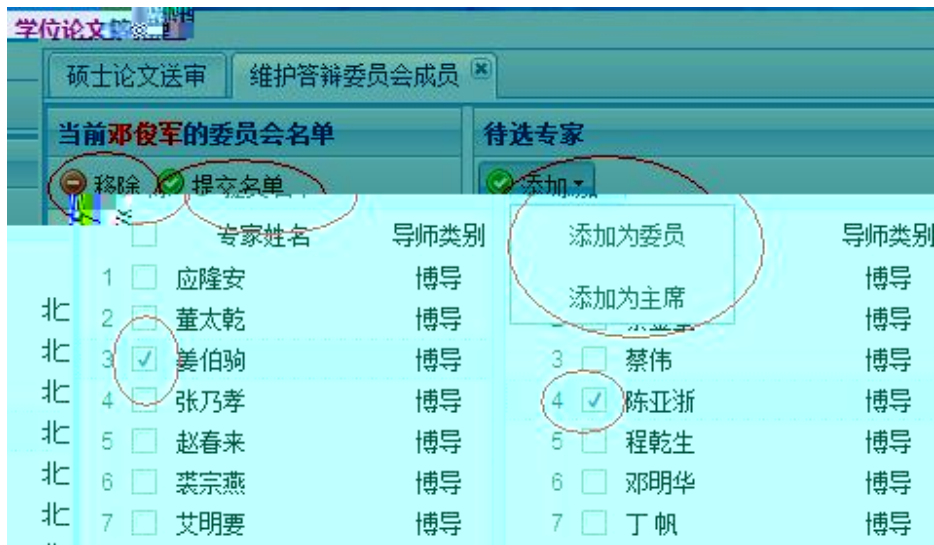 学位论文
硕士论文送审 维护答辩委员会成员
当前邓俊军的委员会名单 待选专家
移除 提交名单 添加
专家姓名 导师类别 添加为委员 导师类别
1 应隆安 博导 博导
添加为主席
北 2 董太乾 博导 博导
北 3 姜伯驹 博导 3 蔡伟 博导
北 4 张乃孝 博导 4 陈亚浙 博导
北 5 赵春来 博导 5 程乾生 博导
北 6 裘宗燕 博导 6 邓明华 博导
北 7 艾明要 博导 7 丁帆 博导